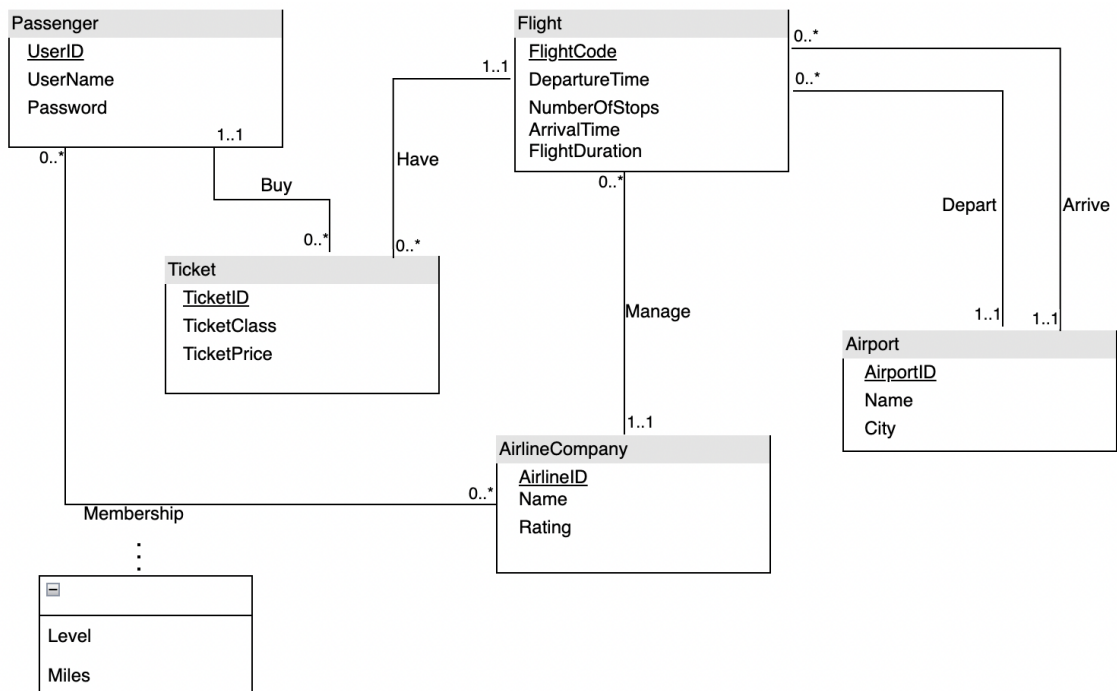 Passenger
UserID
UserName
Password
1..1
0..*
Buy
0..*
Flight
FlightCode
DepartureTime
NumberOfStops
ArrivalTime
FlightDuration
1..1
Have
0..*
0..*
0..*
Depart
Arrive
1..1
1..1
0..*
Manage
1..1
Ticket
TicketID
TicketClass
TicketPrice
Airport
AirportID
Name
City
AirlineCompany
AirlineID
Name
Rating
0..*
Membership
Level
Miles